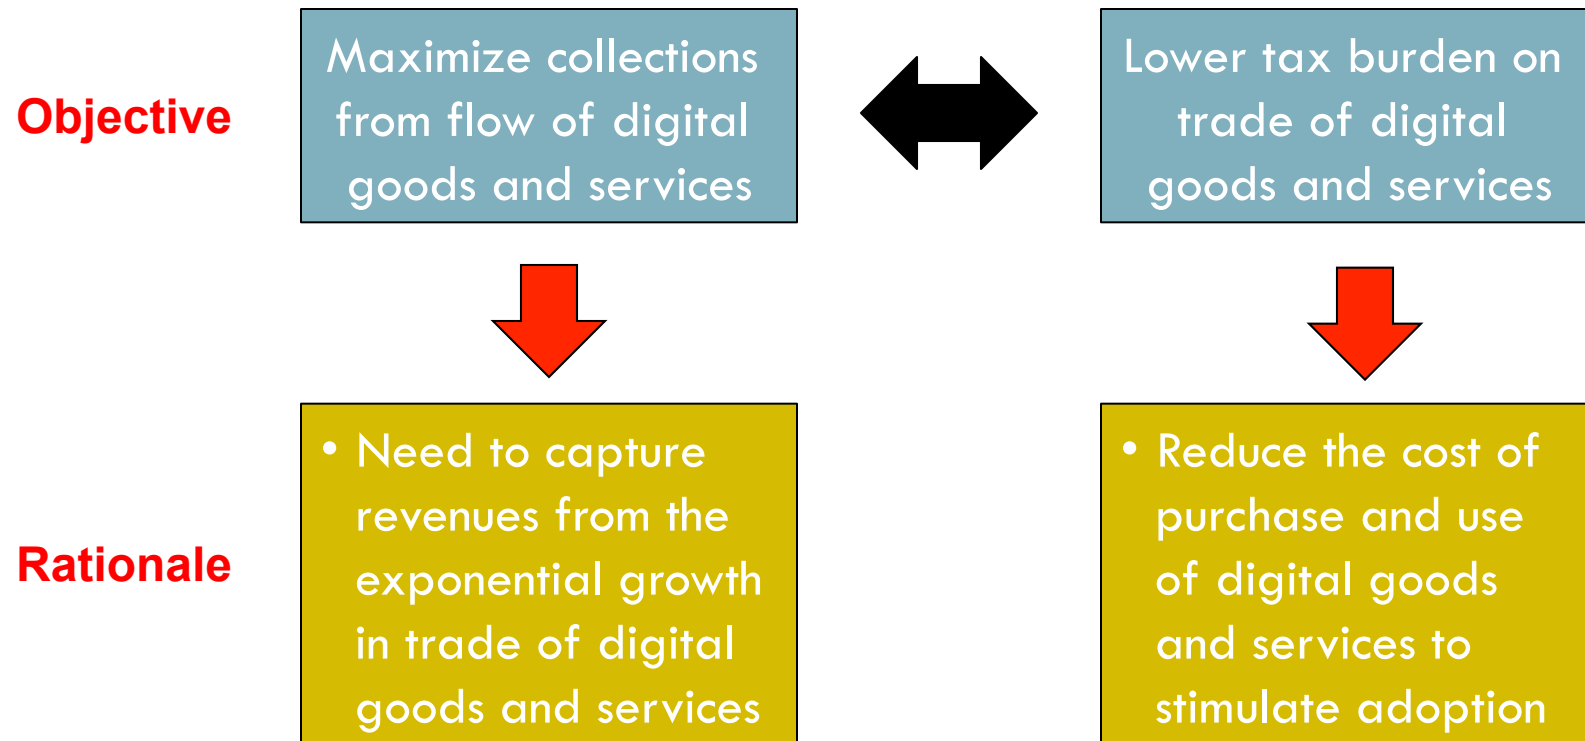 Objective
Maximize collections
from flow of digital
goods and services
Lower tax burden on
trade of digital
goods and services
Rationale
• Need to capture
revenues from the
exponential growth
in trade of digital
goods and services
• Reduce the cost of
purchase and use
of digital goods
and services to
stimulate adoption